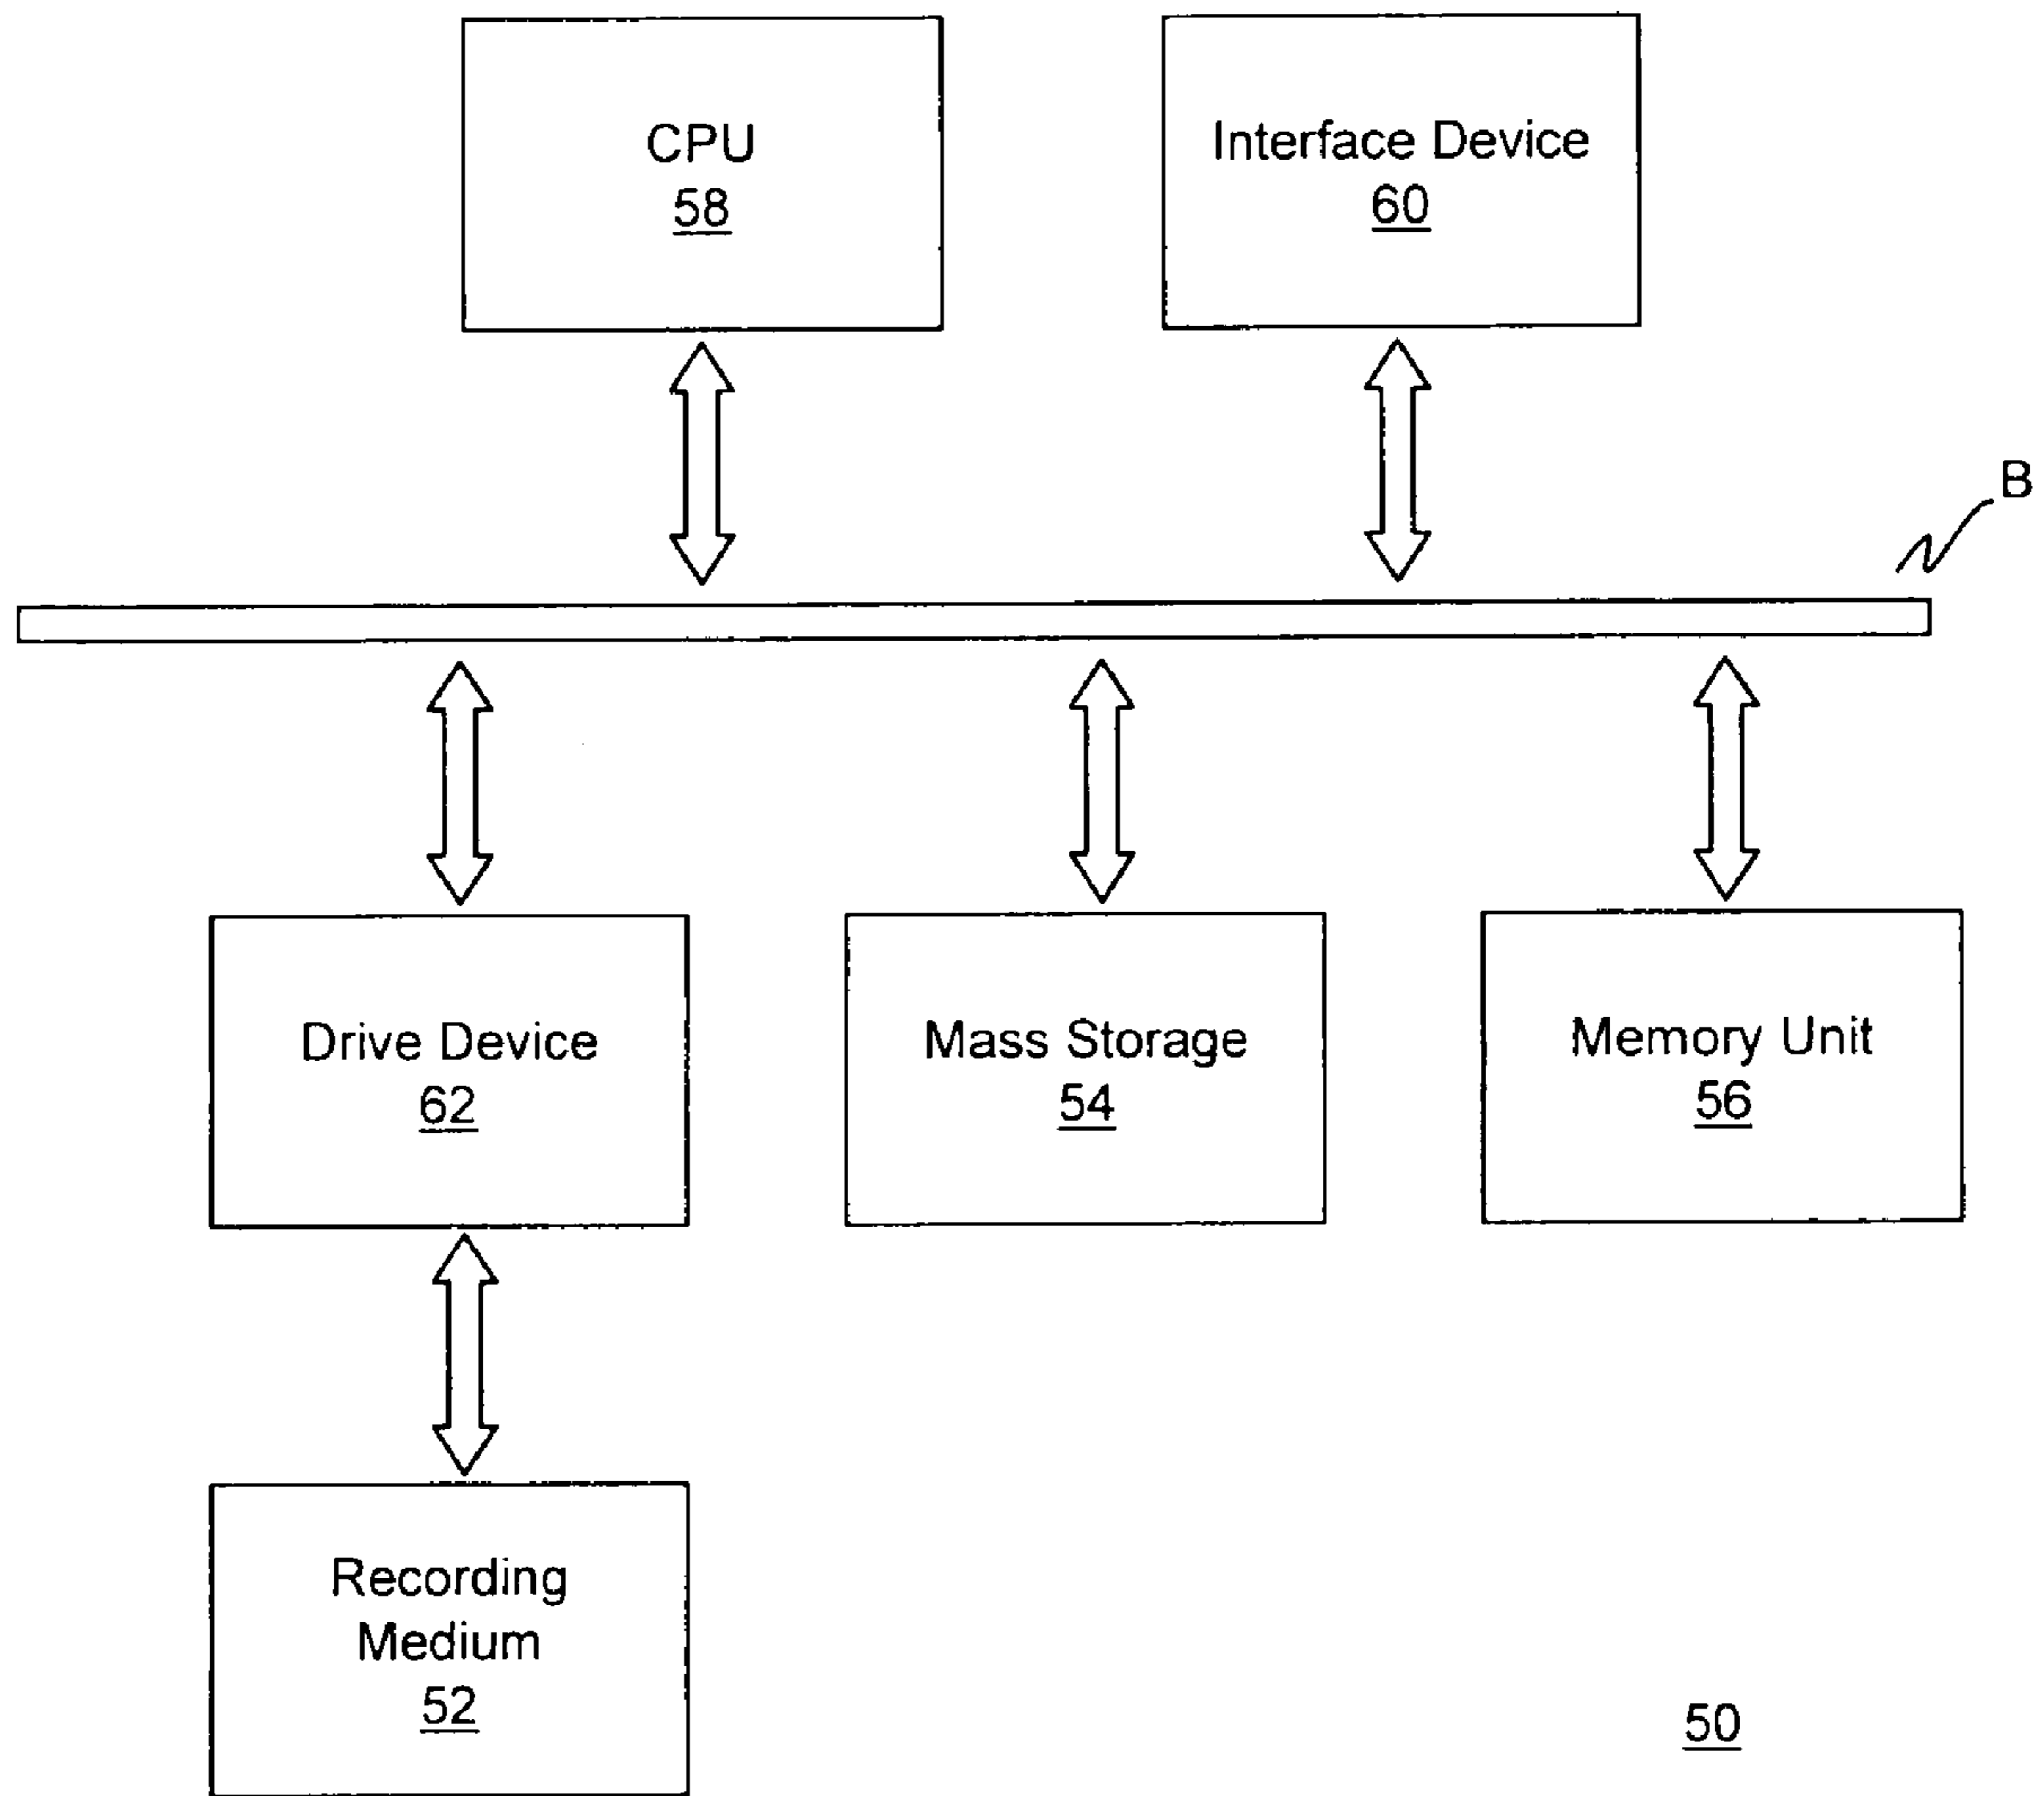 CPU
58
Interface Device
60
B
Drive Device
62
Mass Storage
54
Memory Unit
56
Recording
Medium
52
50